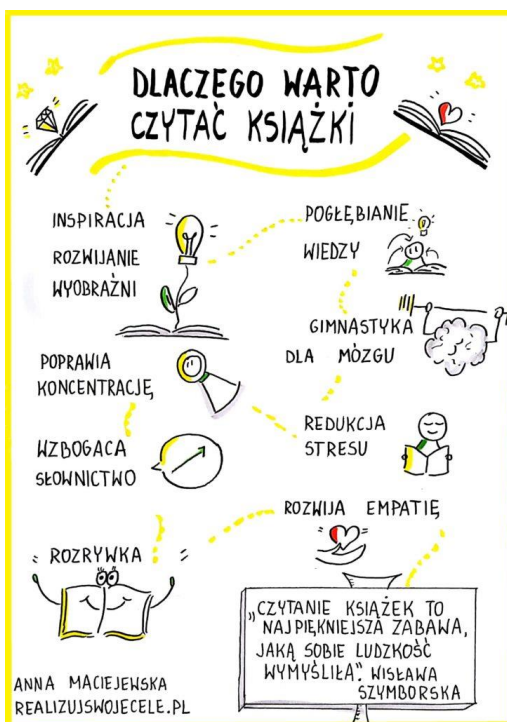 DLACZEGO WARTO
CZYTAĆ KSIĄŻKI
INSPIRACJA
ROZWIJANIE
WYOBRAŹNI
POGŁĘBIANIE
WIEDZY
GIMNASTYKA
DLA MÓZGU
POPRAWIA
KONCENTRACJĘ
REDUKCJA
STRESU
WZBOGACA
SŁOWNICTWO
ROZWIJA EMPATIĘ
ROZRYWKA
„CZYTANIE KSIĄŻEK TO
NAJPIĘKNIEJSZA ZABAWA,
JAKĄ SOBIE LUDZKOŚĆ
WYMYŚLIŁA”. WISŁAWA
SZYMBORSKA
ANNA MACIEJEWSKA
REALIZUJSWOJECELE.PL